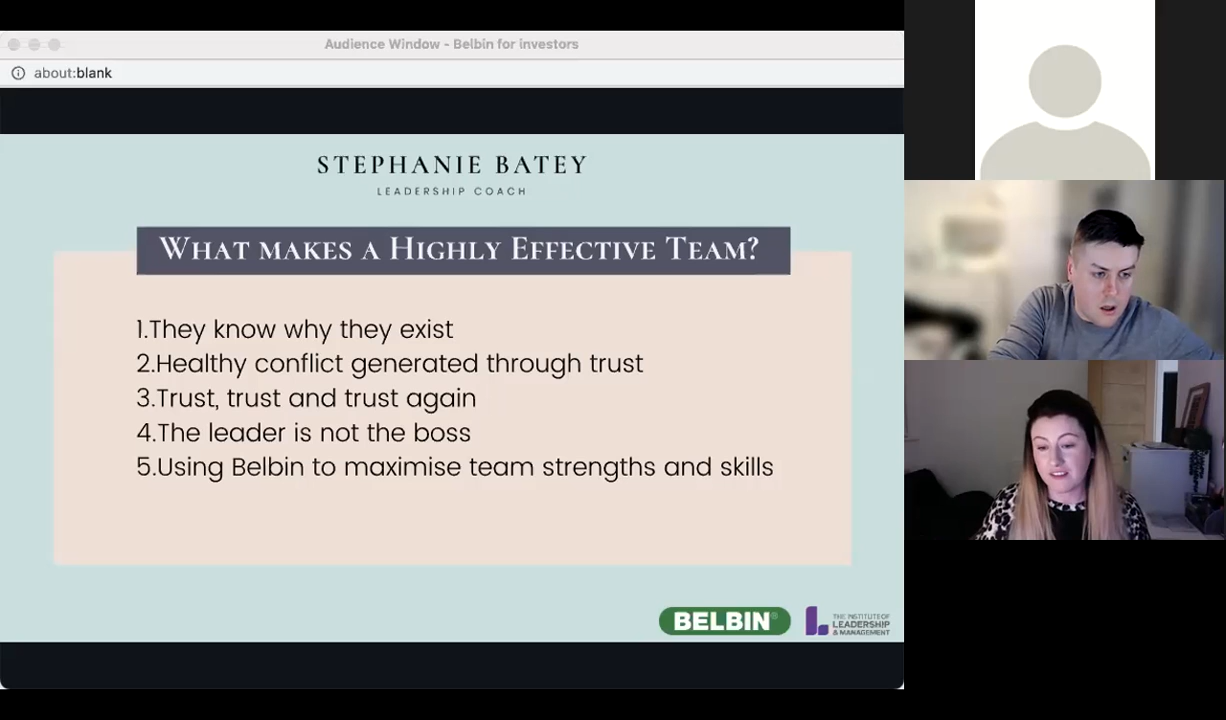 Audience Window - Belbin for investors
about:blank
STEPHANIE BATEY
LEADERSHIP COACH
WHAT MAKES A HIGHLY EFFECTIVE TEAM?
1.They know why they exist
2.Healthy conflict generated through trust
3.Trust, trust and trust again
4.The leader is not the boss
5.Using Belbin to maximise team strengths and skills
BELBIN®
THE INSTITUTE OF
LEADERSHIP
& MANAGEMENT